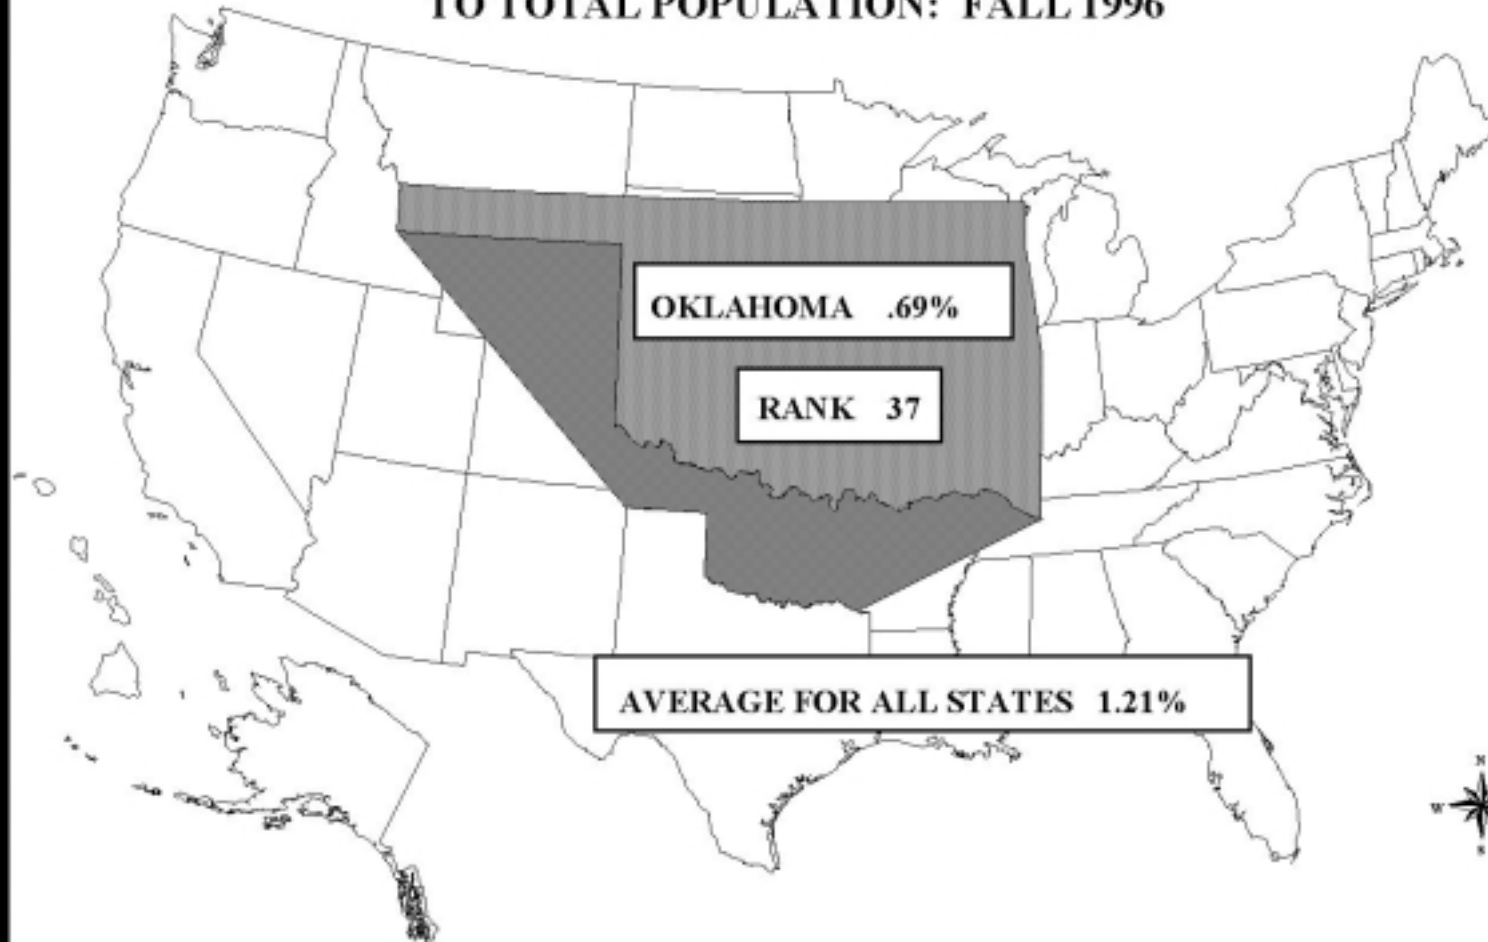 TO TOTAL POPULATION: FALL 1996
OKLAHOMA .69%
RANK 37
AVERAGE FOR ALL STATES 1.21%
N
W
S